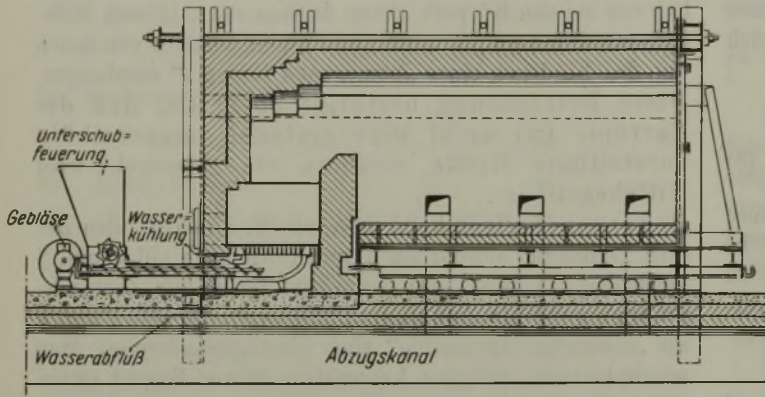 Unterschub=
feuerung
Gebläse
Wasser=
kühlung
Wasserabfluß
Abzugskanal